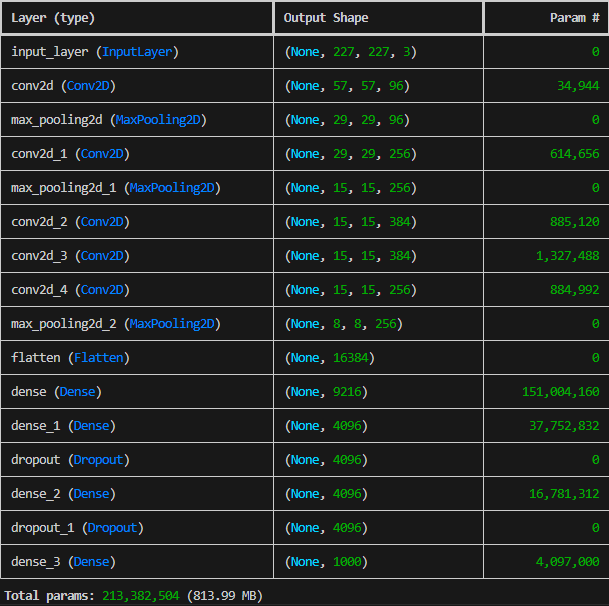 Layer (type) Output Shape Param #
input_layer (InputLayer) (None, 227, 227, 3) 0
conv2d (Conv2D) (None, 57, 57, 96) 34,944
max_pooling2d (MaxPooling2D) (None, 29, 29, 96) 0
conv2d_1 (Conv2D) (None, 29, 29, 256) 614,656
max_pooling2d_1 (MaxPooling2D) (None, 15, 15, 256) 0
conv2d_2 (Conv2D) (None, 15, 15, 384) 885,120
conv2d_3 (Conv2D) (None, 15, 15, 384) 1,327,488
conv2d_4 (Conv2D) (None, 15, 15, 256) 884,992
max_pooling2d_2 (MaxPooling2D) (None, 8, 8, 256) 0
flatten (Flatten) (None, 16384) 0
dense (Dense) (None, 9216) 151,004,160
dense_1 (Dense) (None, 4096) 37,752,832
dropout (Dropout) (None, 4096) 0
dense_2 (Dense) (None, 4096) 16,781,312
dropout_1 (Dropout) (None, 4096) 0
dense_3 (Dense) (None, 1000) 4,097,000
Total params: 213,382,504 (813.99 MB)